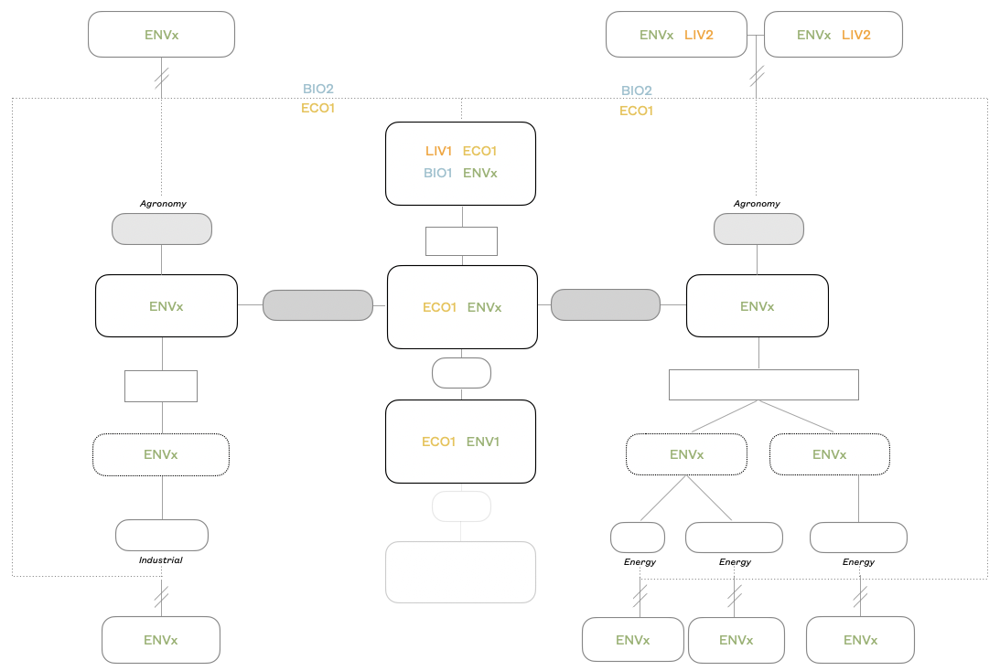 ENVx
ENVx LIV2
ENVx LIV2
BIO2
ECO1
BIO2
ECO1
LIV1 ECO1
BIO1 ENVx
Agronomy
Agronomy
ENVx
ECO1 ENVx
ENVx
ECO1 ENV1
ENVx
ENVx
ENVx
Industrial
Energy
Energy
Energy
ENVx
ENVx
ENVx
ENVx